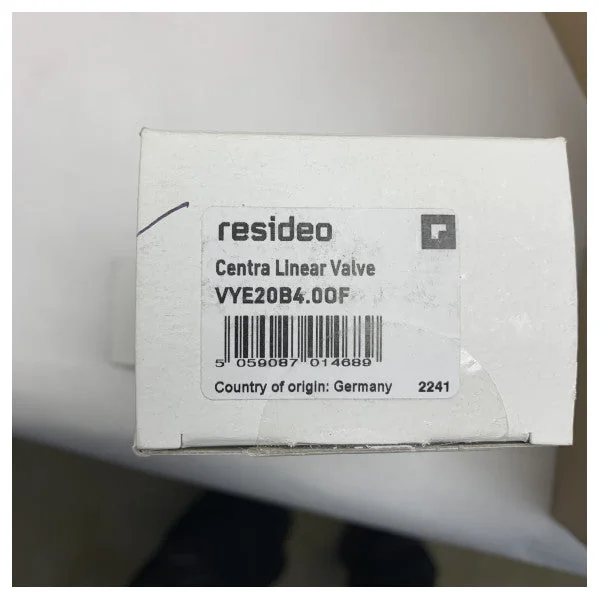 resideo
Centra Linear Valve
VYE20B4.00F
5 059087 014689
Country of origin: Germany 2241